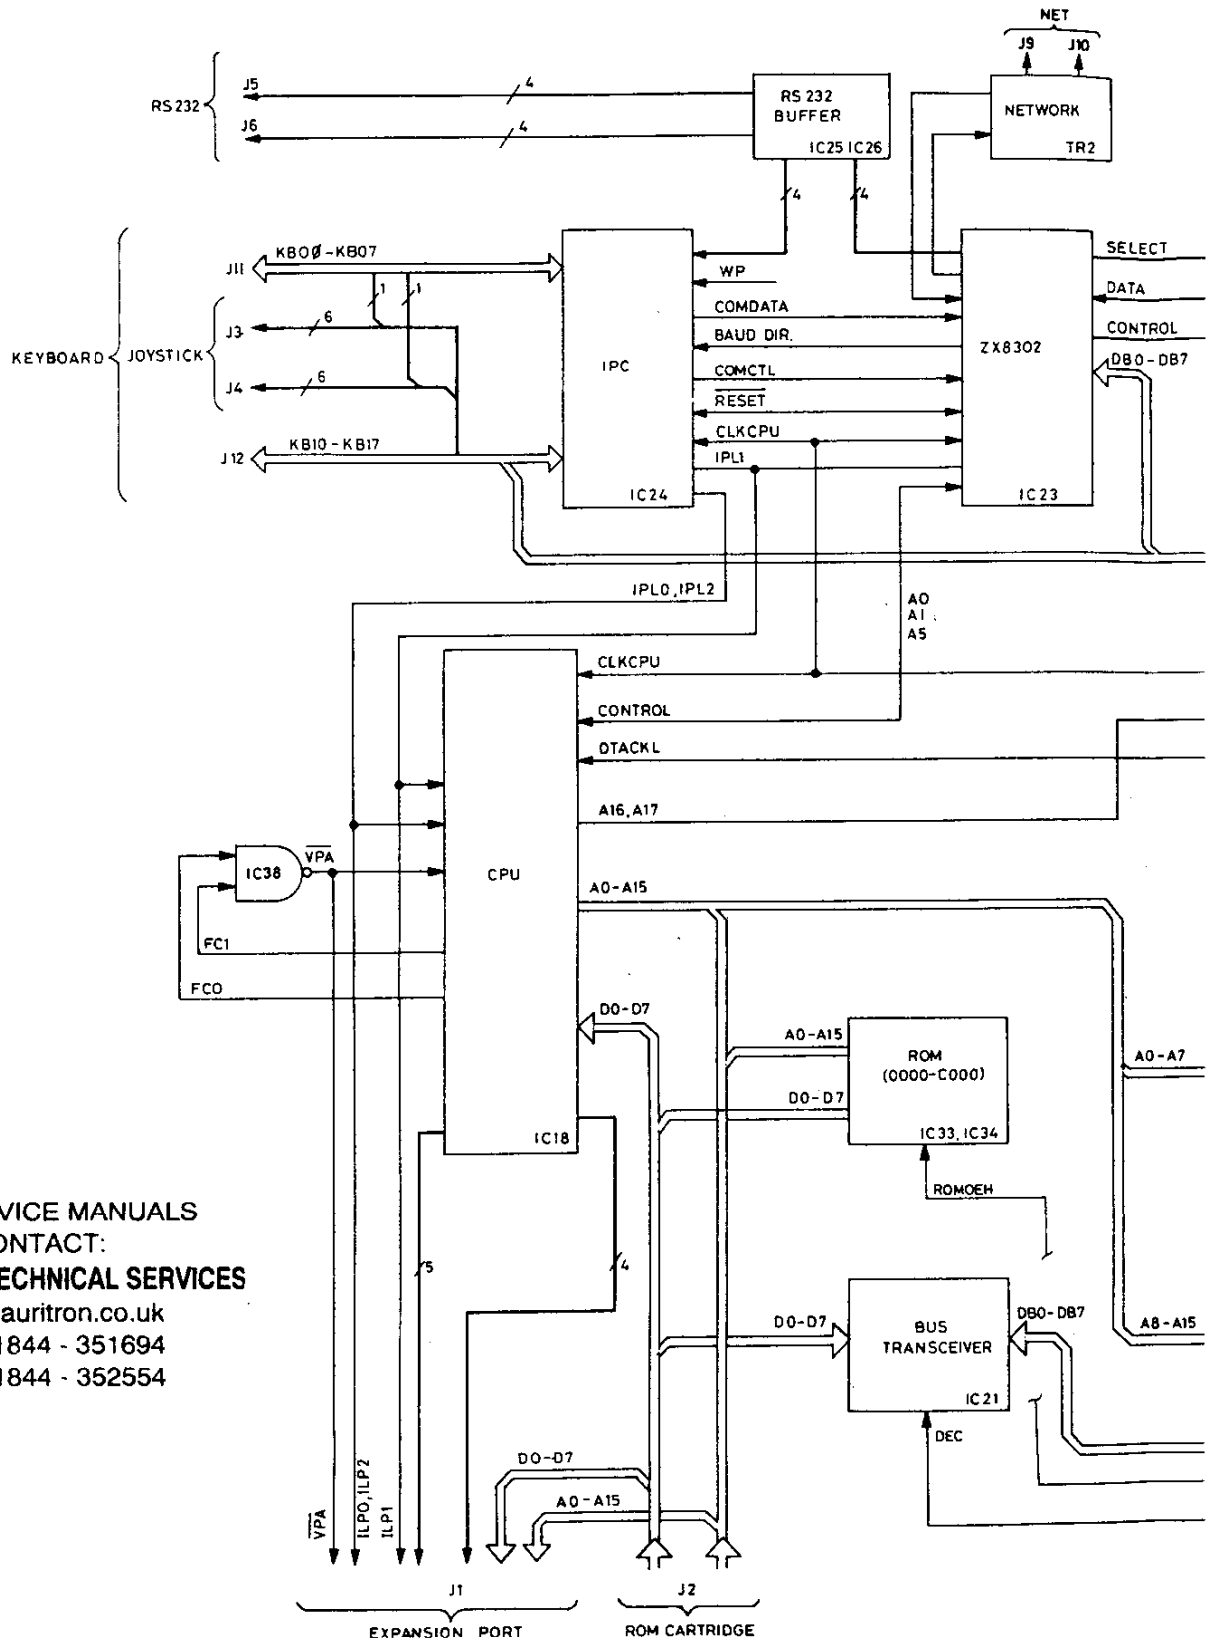 NET
J9 J10
RS232
J5
4
J6
4
RS 232
BUFFER
IC25 IC26
NETWORK
TR2
4
4
KEYBOARD
JOYSTICK
J11
KB00-KB07
1
1
J3
6
J4
6
J12
KB10-KB17
IPC
IC24
WP
COMDATA
BAUD DIR.
COMCTL
RESET
CLKCPU
IPL1
ZX8302
IC23
SELECT
DATA
CONTROL
DB0-DB7
IPL0, IPL2
A0
A1
A5
CLKCPU
CONTROL
DTACKL
A16, A17
A0-A15
CPU
IC18
IC38
VPA
FC1
FC0
D0-D7
A0-A15
D0-D7
ROM
(0000-C000)
IC33, IC34
ROMOEH
A0-A7
VICE MANUALS
ONTACT:
ECHNICAL SERVICES
auritron.co.uk
1844 - 351694
1844 - 352554
5
4
D0-D7
BUS
TRANSCEIVER
IC21
DB0-DB7
A8-A15
DEC
D0-D7
A0-A15
VPA
ILP0, ILP2
ILP1
J1
EXPANSION PORT
J2
ROM CARTRIDGE